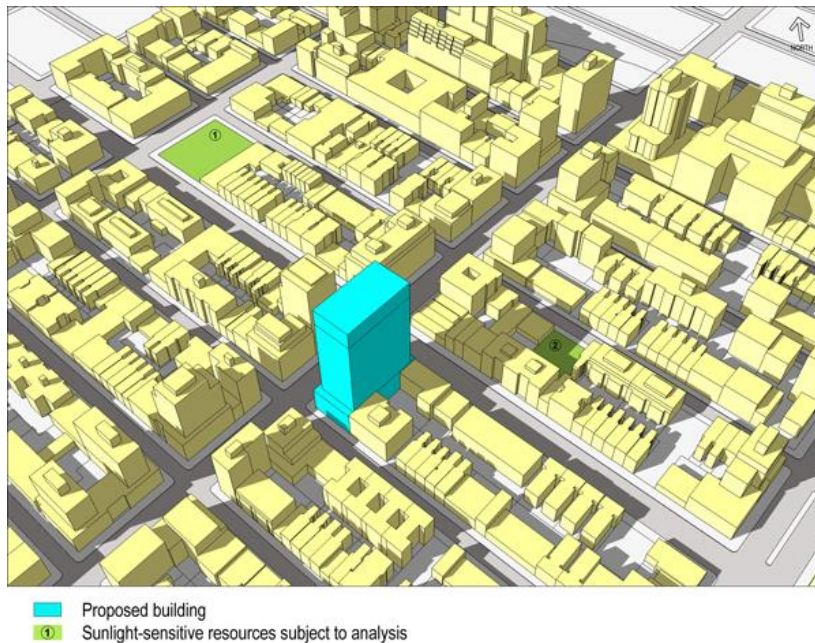 NORTH
①
②
Proposed building
① Sunlight-sensitive resources subject to analysis